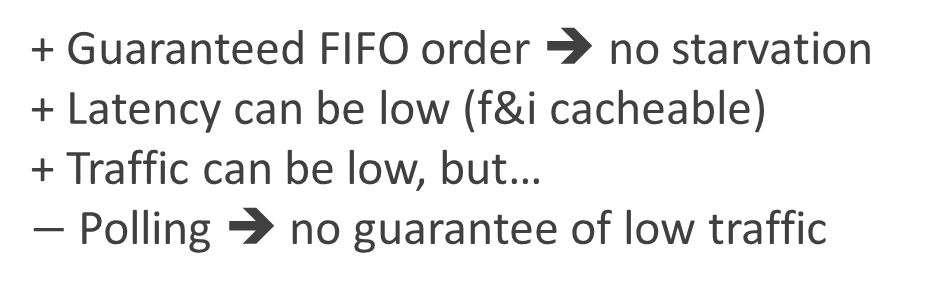 + Guaranteed FIFO order ➔ no starvation
+ Latency can be low (f&i cacheable)
+ Traffic can be low, but…
— Polling ➔ no guarantee of low traffic